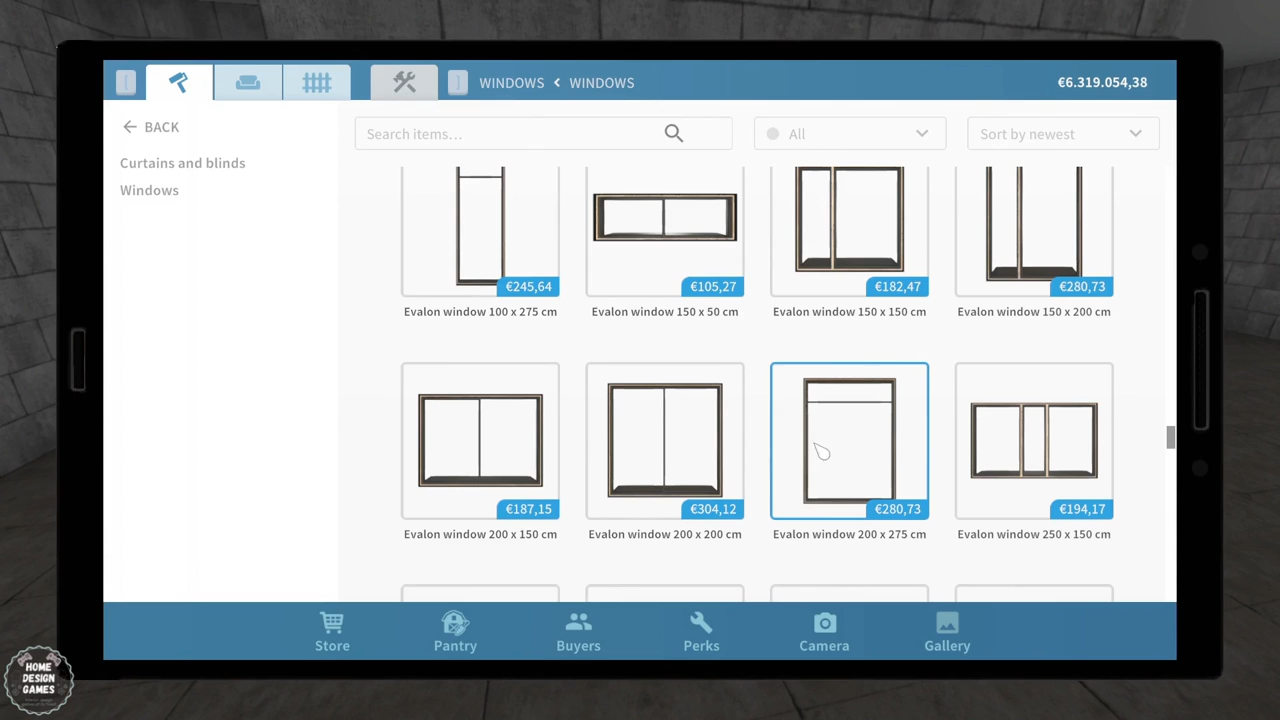 [
]
WINDOWS < WINDOWS
€6.319.054,38
← BACK
Curtains and blinds
Windows
Search items...
All
Sort by newest
€245,64
€105,27
€182,47
€280,73
Evalon window 100 x 275 cm
Evalon window 150 x 50 cm
Evalon window 150 x 150 cm
Evalon window 150 x 200 cm
€187,15
€304,12
€280,73
€194,17
Evalon window 200 x 150 cm
Evalon window 200 x 200 cm
Evalon window 200 x 275 cm
Evalon window 250 x 150 cm
Store
Pantry
Buyers
Perks
Camera
Gallery
HOME
DESIGN
GAMES